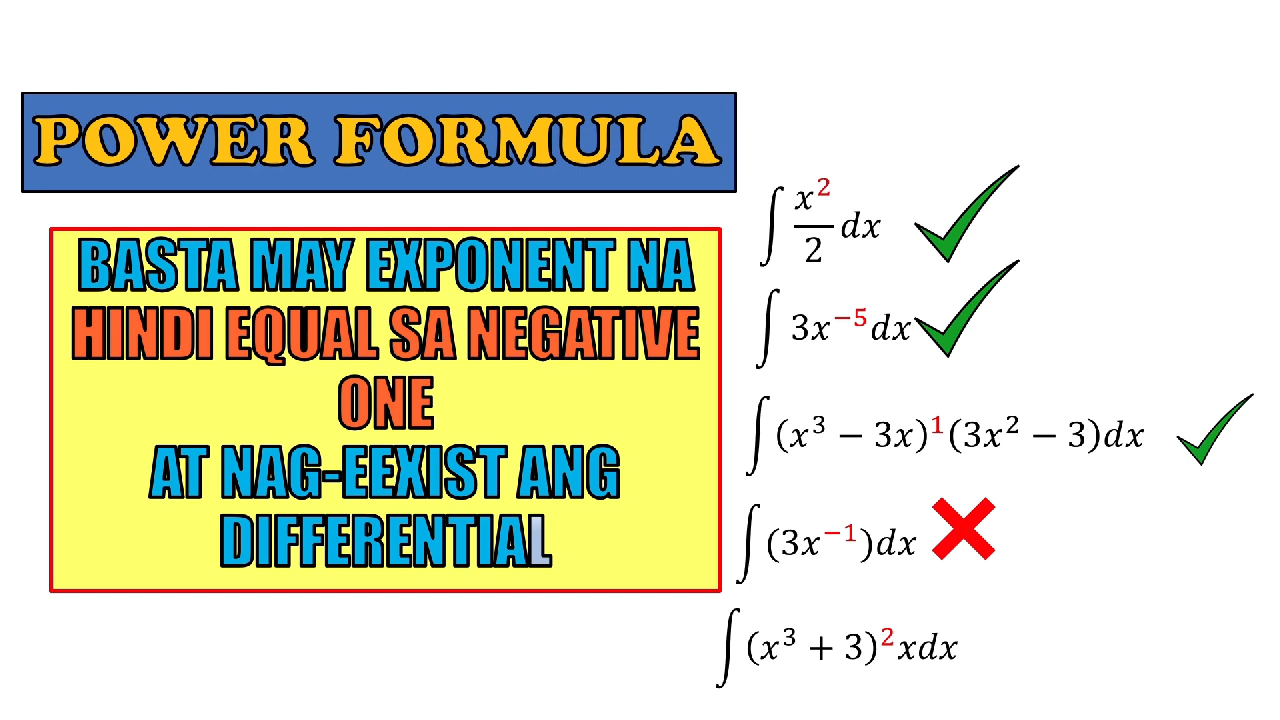 POWER FORMULA
BASTA MAY EXPONENT NA
HINDI EQUAL SA NEGATIVE
ONE
AT NAG-EEXIST ANG
DIFFERENTIAL
∫ x²/2 dx
∫ 3x⁻⁵dx
∫ (x³ − 3x)¹(3x² − 3)dx
∫ (3x⁻¹)dx
∫ (x³ + 3)²xdx